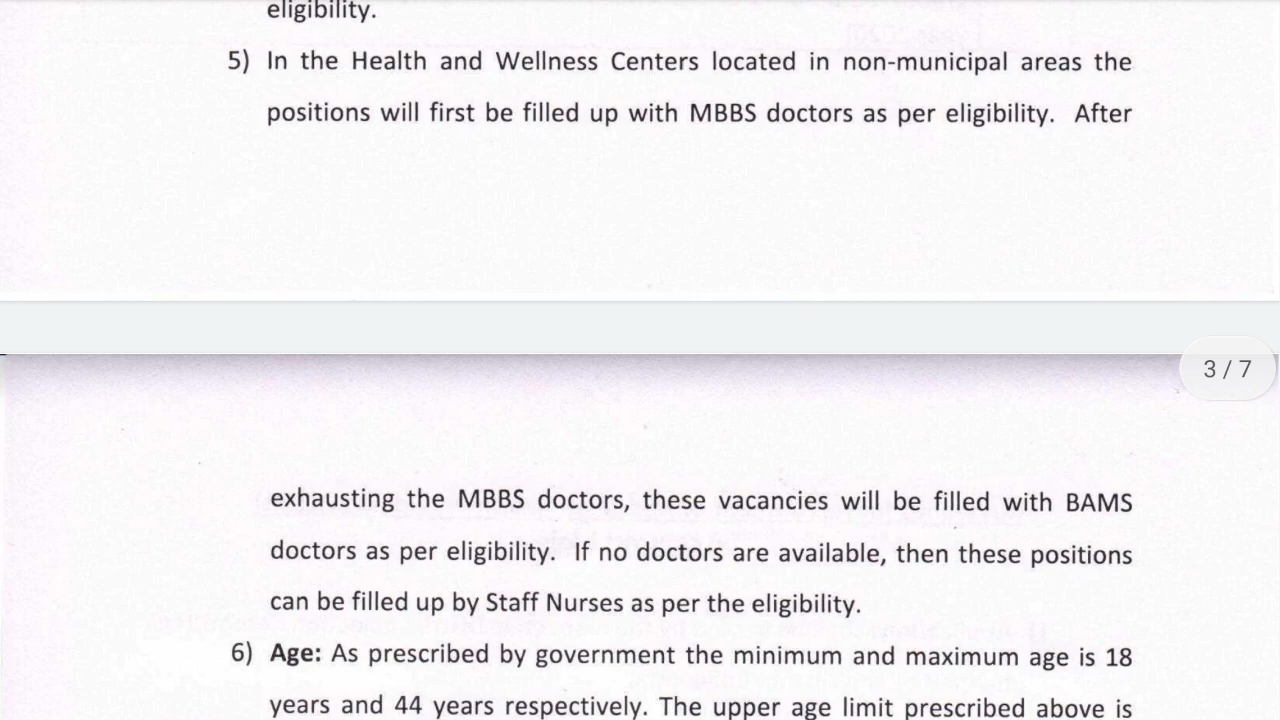 eligibility.
5) In the Health and Wellness Centers located in non-municipal areas the
positions will first be filled up with MBBS doctors as per eligibility. After
3 / 7
exhausting the MBBS doctors, these vacancies will be filled with BAMS
doctors as per eligibility. If no doctors are available, then these positions
can be filled up by Staff Nurses as per the eligibility.
6) Age: As prescribed by government the minimum and maximum age is 18
years and 44 years respectively. The upper age limit prescribed above is